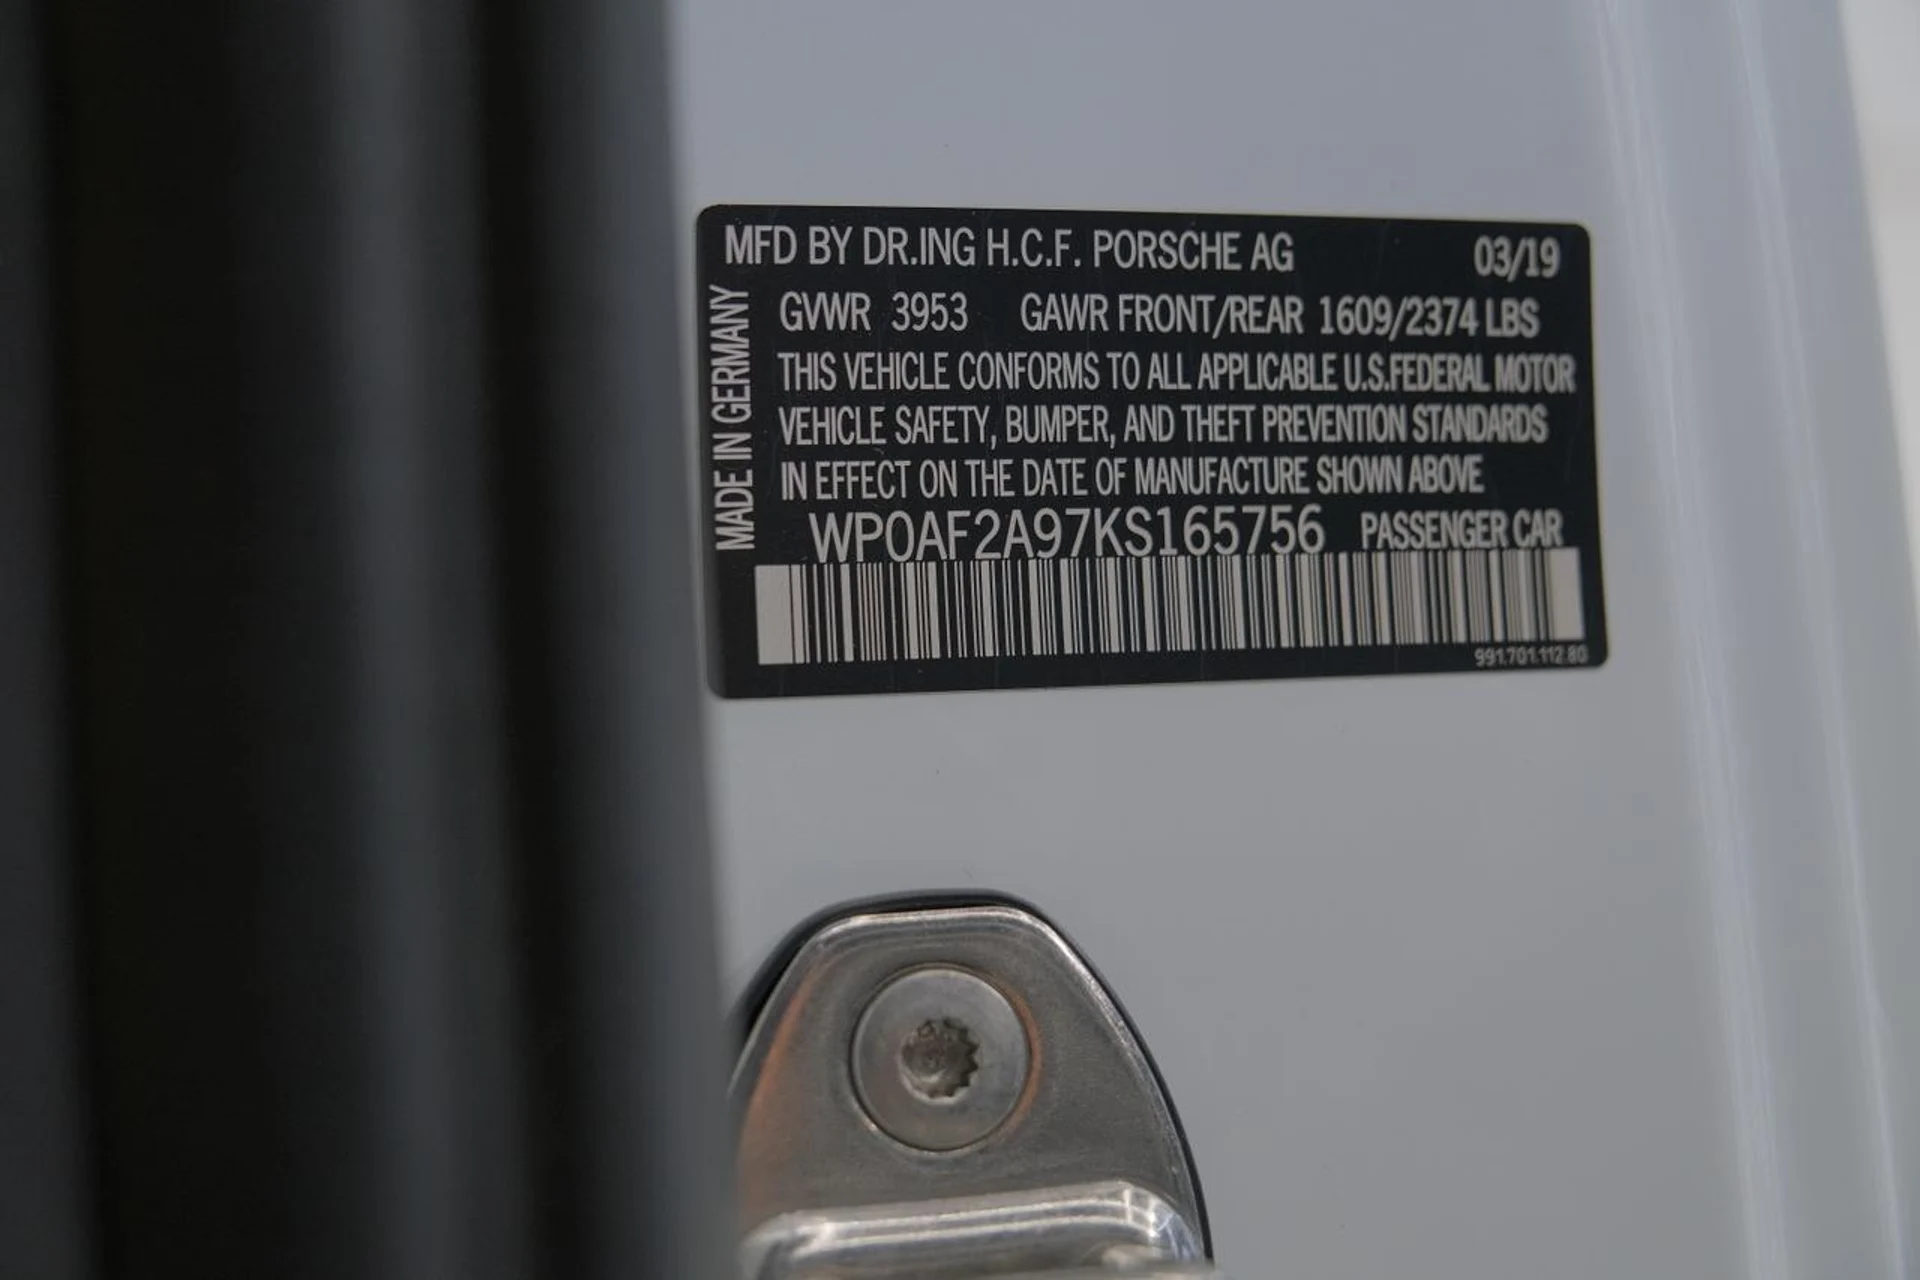 MFD BY DR.ING H.C.F. PORSCHE AG 03/19
GVWR 3953 GAWR FRONT/REAR 1609/2374 LBS
THIS VEHICLE CONFORMS TO ALL APPLICABLE U.S.FEDERAL MOTOR
VEHICLE SAFETY, BUMPER, AND THEFT PREVENTION STANDARDS
IN EFFECT ON THE DATE OF MANUFACTURE SHOWN ABOVE
WP0AF2A97KS165756 PASSENGER CAR
991.701.112.80
MADE IN GERMANY